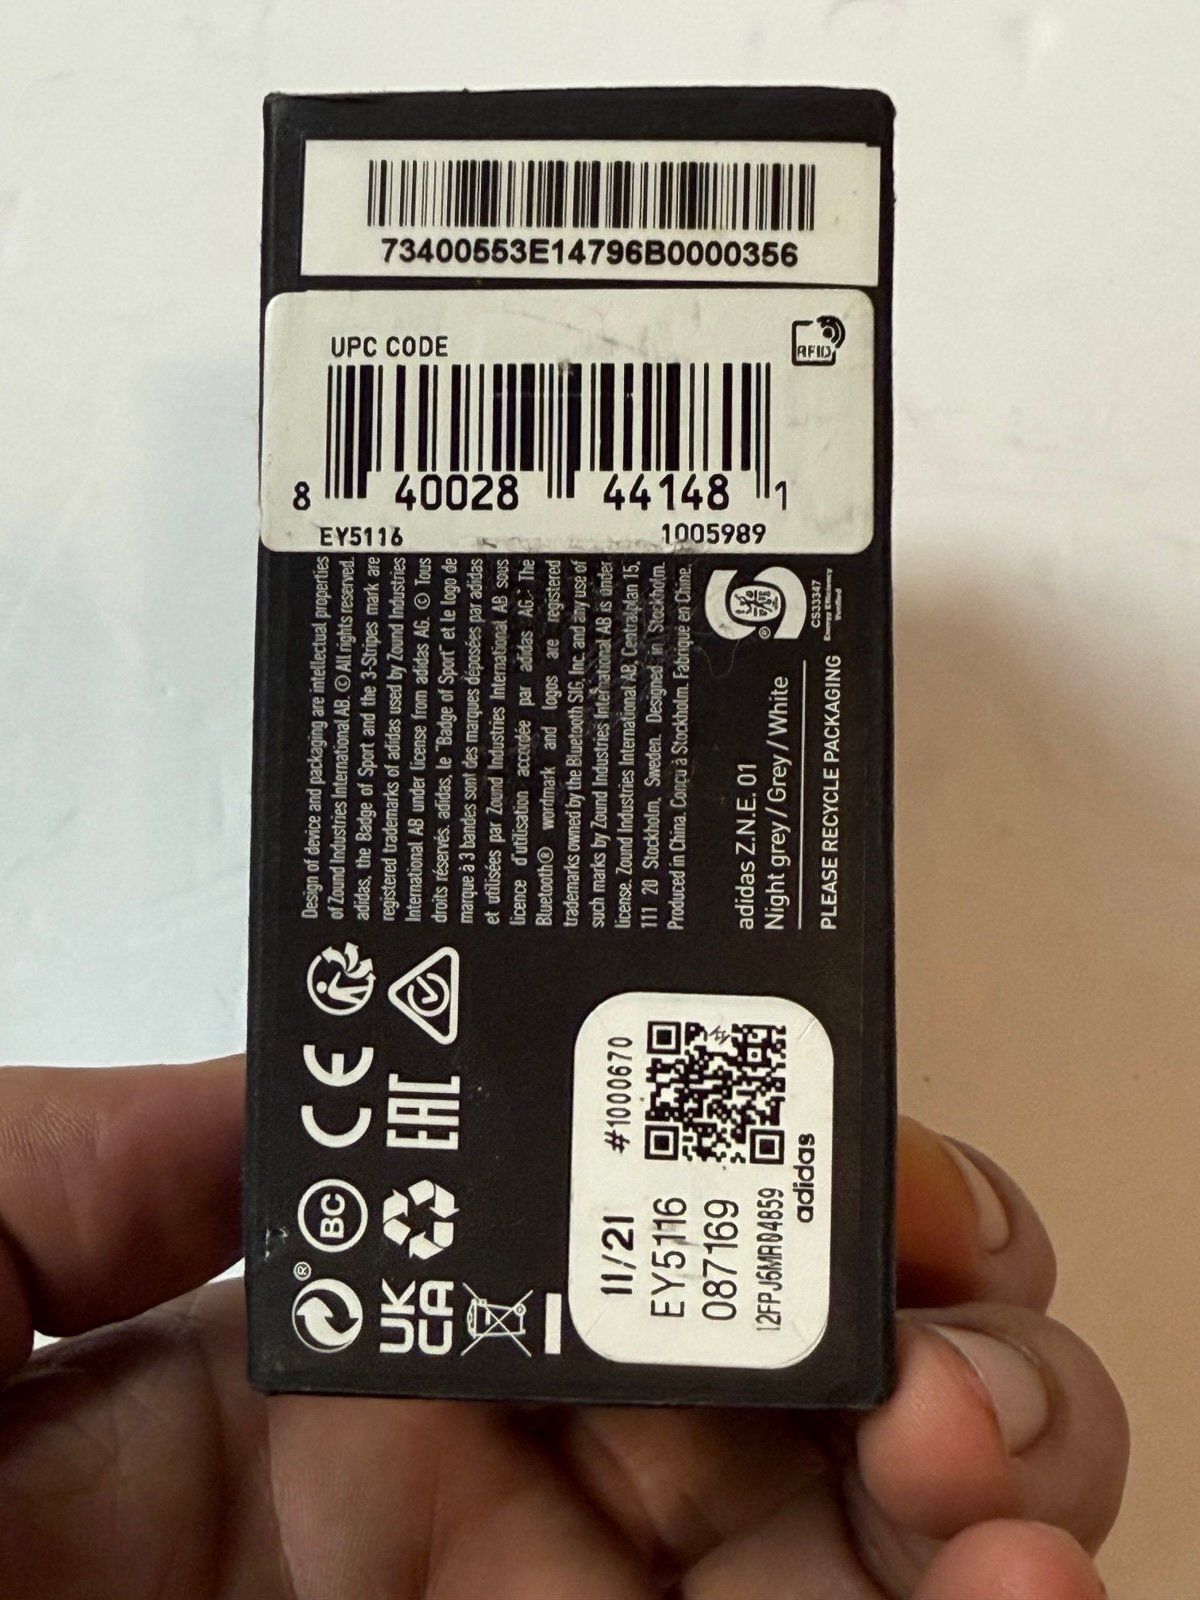 73400553E14796B0000356
UPC CODE
RFID
8 40028 44148 1
EY5116 1005989
Design of device and packaging are intellectual properties
of Zound Industries International AB. © All rights reserved.
adidas, the Badge of Sport and the 3-Stripes mark are
registered trademarks of adidas used by Zound Industries
International AB under license from adidas AG. © Tous
droits réservés. adidas, le "Badge of Sport" et le logo de
marque à 3 bandes sont des marques déposées par adidas
et utilisées par Zound Industries International AB sous
licence d'utilisation accordée par adidas AG. The
Bluetooth® wordmark and logos are registered
trademarks owned by the Bluetooth SIG, Inc. and any use of
such marks by Zound Industries International AB is under
license. Zound Industries International AB, Centralplan 15,
111 20 Stockholm, Sweden. Designed in Stockholm.
Produced in China. Conçu à Stockholm. Fabriqué en Chine.
CS33347
Energy Efficiency
Verified
adidas Z.N.E. 01
Night grey / Grey / White
PLEASE RECYCLE PACKAGING
® BC CE
UK
CA
EAC
11/21 #1000670
EY5116
087169
12FPJ6MR04859
adidas